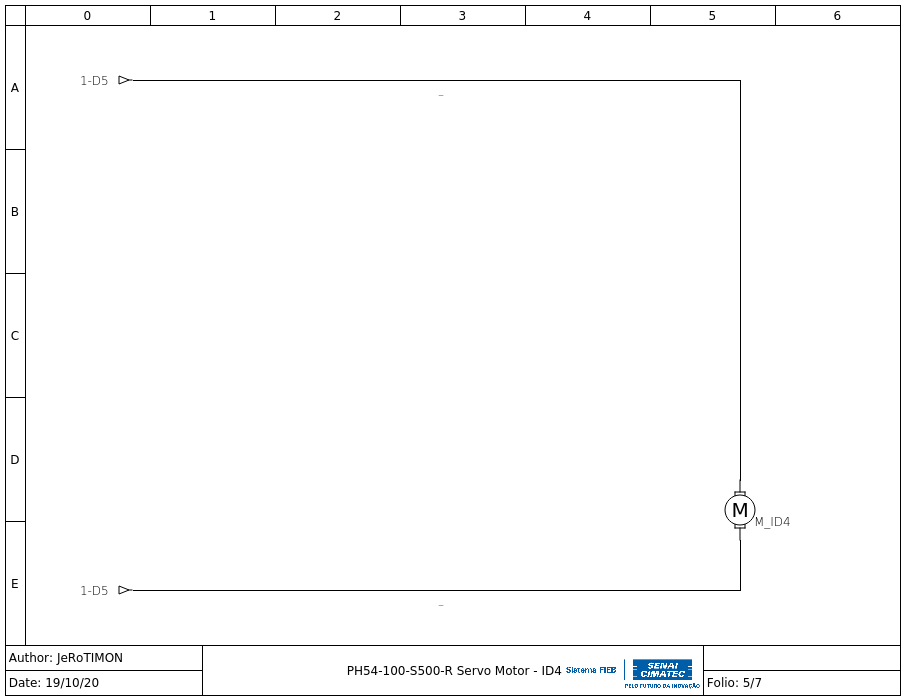 0 1 2 3 4 5 6
A
1-D5
_
B
C
D
M
M_ID4
E
1-D5
_
Author: JeRoTIMON
Date: 19/10/20
PH54-100-S500-R Servo Motor - ID4
Sistema FIEB
SENAI
CIMATEC
PELO FUTURO DA INOVAÇÃO
Folio: 5/7